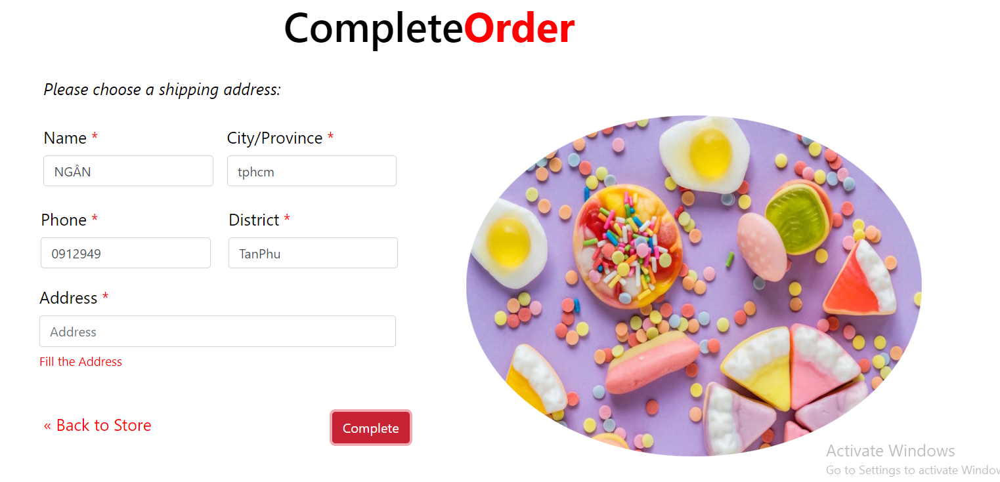 CompleteOrder
Please choose a shipping address:
Name * City/Province *
NGÂN tphcm
Phone * District *
0912949 TanPhu
Address *
Address
Fill the Address
« Back to Store Complete
Activate Windows
Go to Settings to activate Window